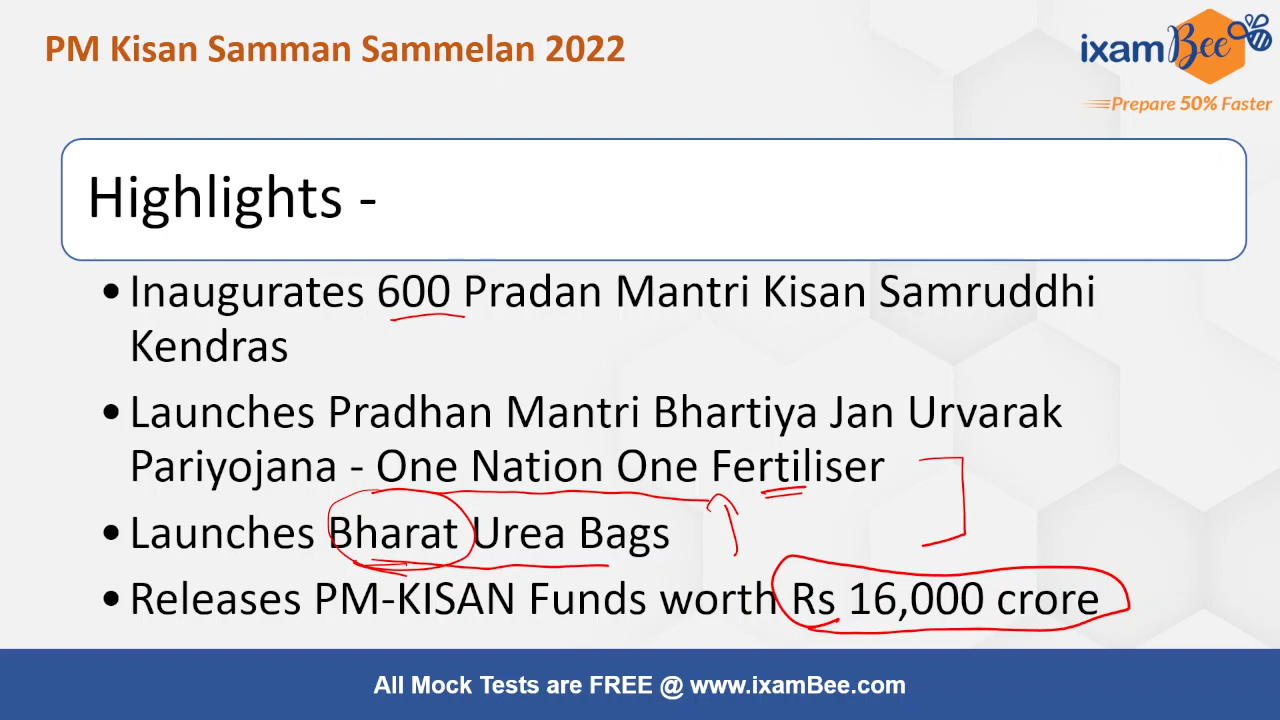 PM Kisan Samman Sammelan 2022
ixamBee
Prepare 50% Faster
Highlights -
•Inaugurates 600 Pradan Mantri Kisan Samruddhi
Kendras
•Launches Pradhan Mantri Bhartiya Jan Urvarak
Pariyojana - One Nation One Fertiliser
•Launches Bharat Urea Bags
•Releases PM-KISAN Funds worth Rs 16,000 crore
All Mock Tests are FREE @ www.ixamBee.com